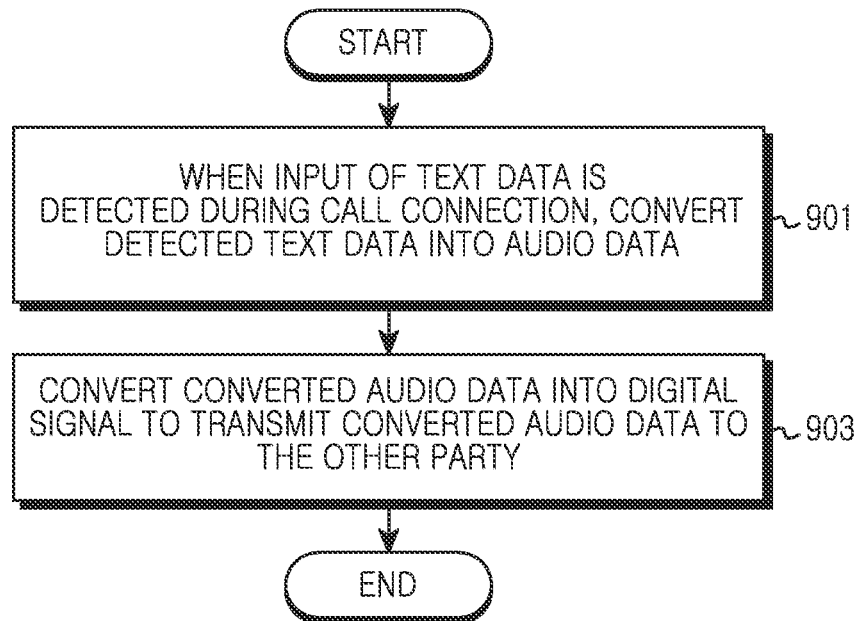 START
WHEN INPUT OF TEXT DATA IS
DETECTED DURING CALL CONNECTION, CONVERT
DETECTED TEXT DATA INTO AUDIO DATA
901
CONVERT CONVERTED AUDIO DATA INTO DIGITAL
SIGNAL TO TRANSMIT CONVERTED AUDIO DATA TO
THE OTHER PARTY
903
END